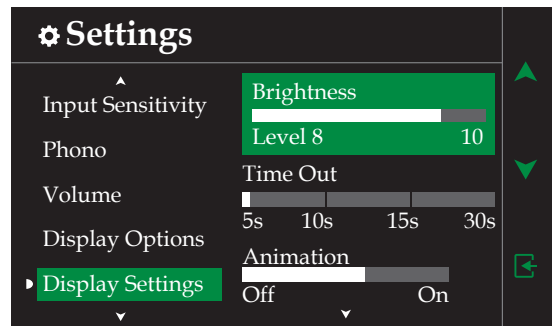 Settings
Input Sensitivity
Phono
Volume
Display Options
Display Settings
Brightness
Level 8 10
Time Out
5s 10s 15s 30s
Animation
Off On